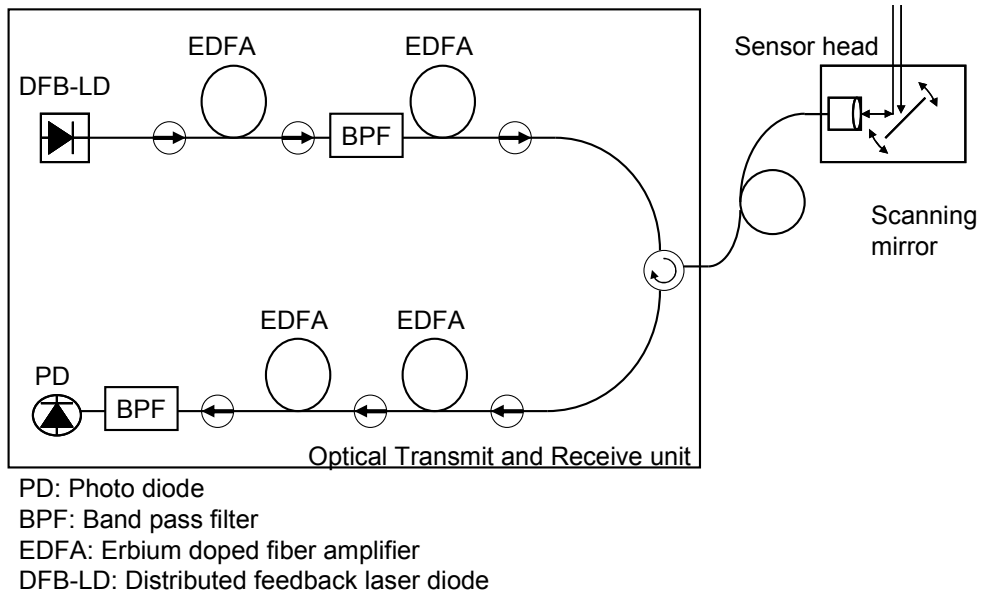 EDFA
EDFA
DFB-LD
BPF
Sensor head
Scanning
mirror
EDFA
EDFA
PD
BPF
Optical Transmit and Receive unit
PD: Photo diode
BPF: Band pass filter
EDFA: Erbium doped fiber amplifier
DFB-LD: Distributed feedback laser diode